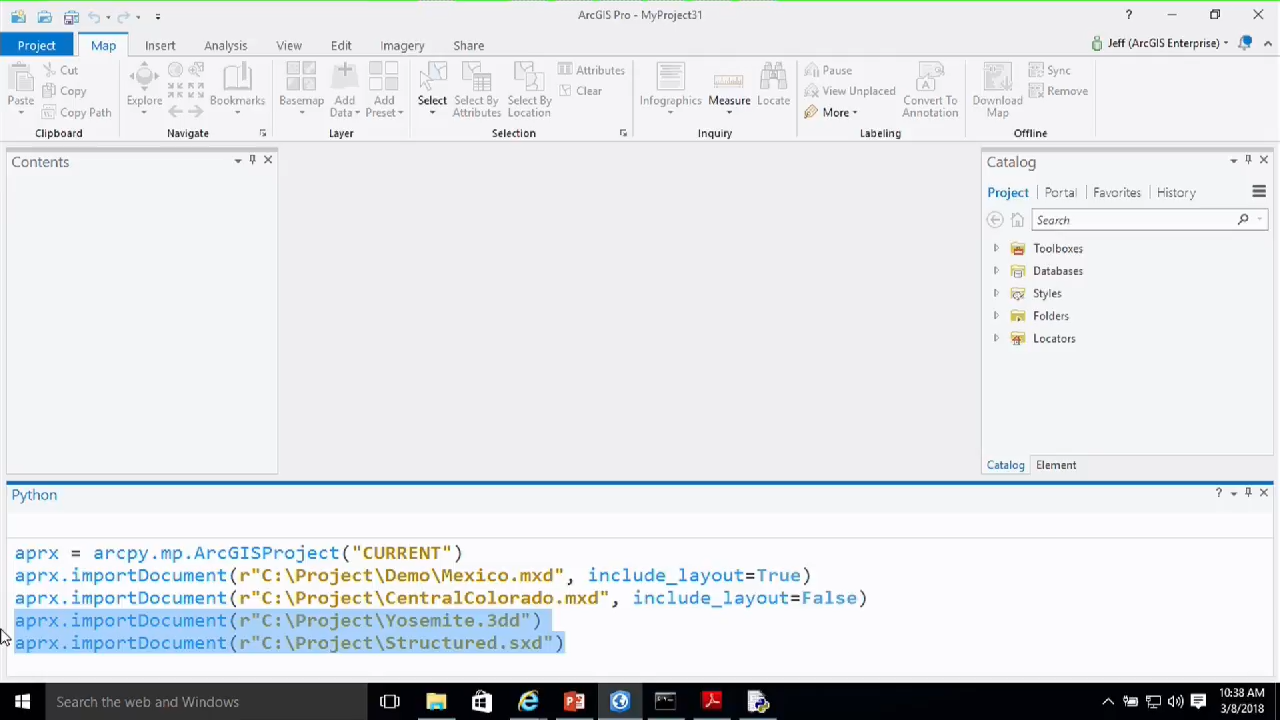 ArcGIS Pro - MyProject31
?
Project Map Insert Analysis View Edit Imagery Share
Jeff (ArcGIS Enterprise)
Paste
Cut
Copy
Copy Path
Clipboard
Explore
Bookmarks
Navigate
Basemap
Add Data
Add Preset
Layer
Select
Select By Attributes
Select By Location
Attributes
Clear
Selection
Infographics
Measure
Locate
Inquiry
Pause
View Unplaced
More
Convert To Annotation
Labeling
Download Map
Sync
Remove
Offline
Contents
Catalog
Project | Portal | Favorites | History
Search
Toolboxes
Databases
Styles
Folders
Locators
Catalog Element
Python
?
aprx = arcpy.mp.ArcGISProject("CURRENT")
aprx.importDocument(r"C:\Project\Demo\Mexico.mxd", include_layout=True)
aprx.importDocument(r"C:\Project\CentralColorado.mxd", include_layout=False)
aprx.importDocument(r"C:\Project\Yosemite.3dd")
aprx.importDocument(r"C:\Project\Structured.sxd")
Search the web and Windows
10:38 AM
3/8/2018